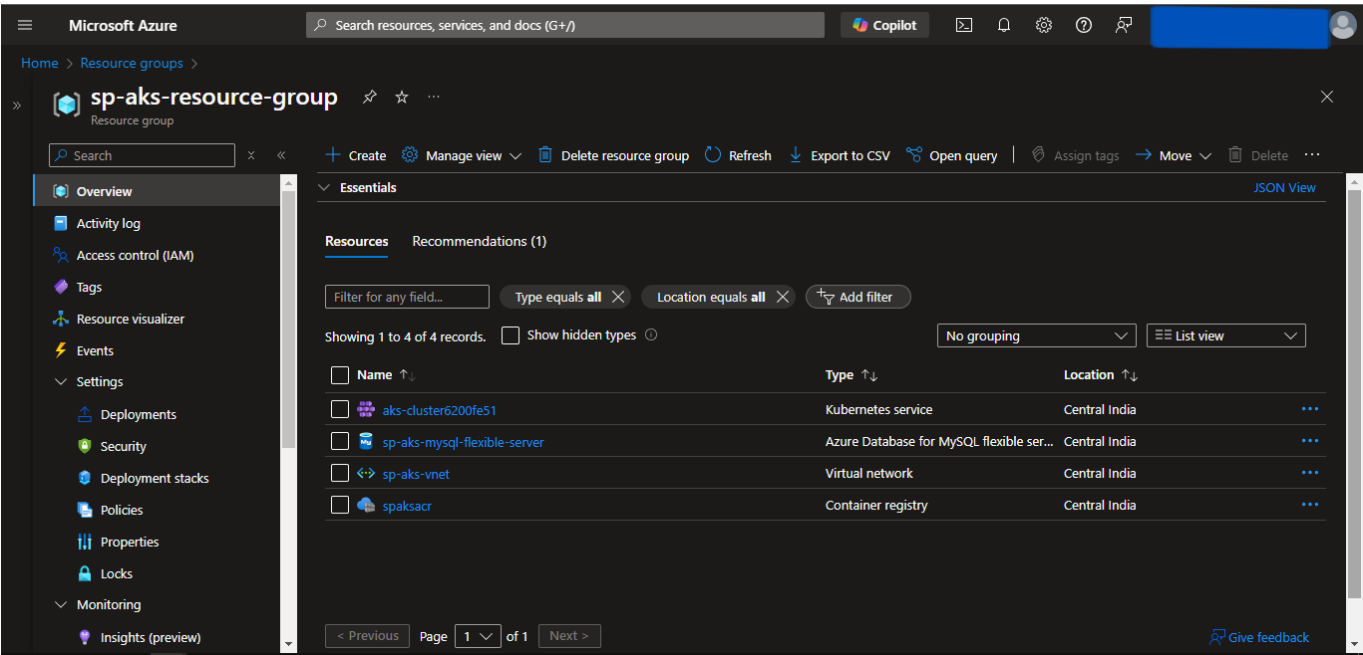 Microsoft Azure
Search resources, services, and docs (G+/)
Copilot
Home > Resource groups >
sp-aks-resource-group
Resource group
Search
Overview
Activity log
Access control (IAM)
Tags
Resource visualizer
Events
Settings
Deployments
Security
Deployment stacks
Policies
Properties
Locks
Monitoring
Insights (preview)
Create Manage view Delete resource group Refresh Export to CSV Open query Assign tags Move Delete
Essentials JSON View
Resources Recommendations (1)
Filter for any field... Type equals all Location equals all Add filter
Showing 1 to 4 of 4 records. Show hidden types No grouping List view
Name Type Location
aks-cluster6200fe51 Kubernetes service Central India
sp-aks-mysql-flexible-server Azure Database for MySQL flexible ser... Central India
sp-aks-vnet Virtual network Central India
spaksacr Container registry Central India
< Previous Page 1 of 1 Next >
Give feedback